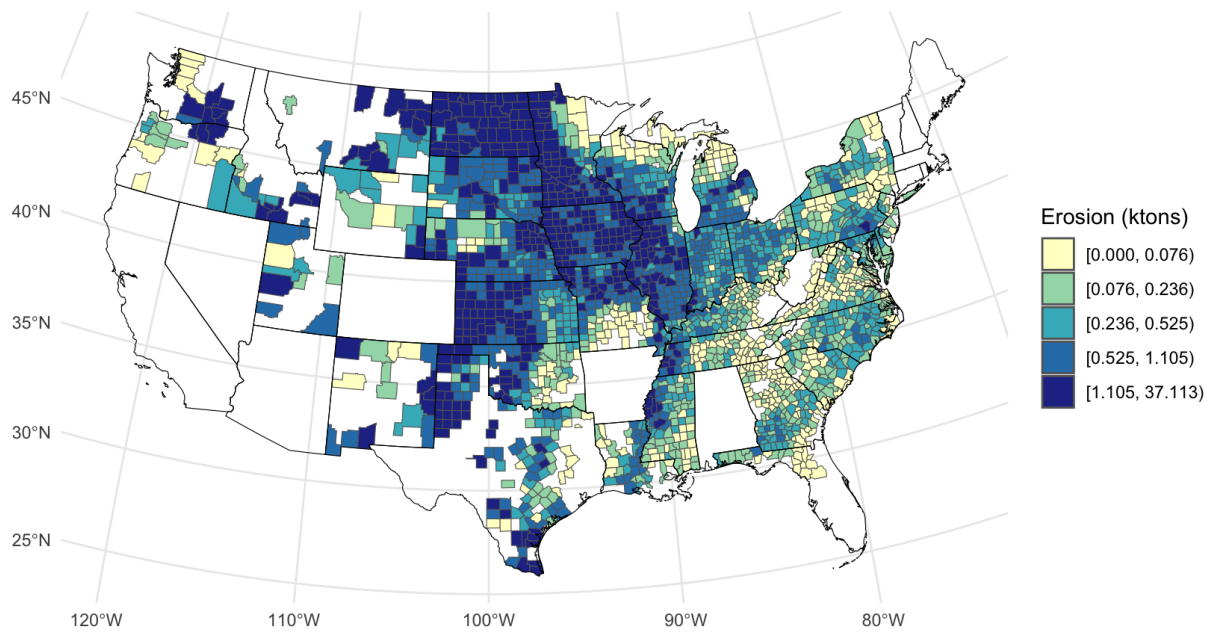 45°N
40°N
35°N
30°N
25°N
120°W
110°W
100°W
90°W
80°W
Erosion (ktons)
[0.000, 0.076)
[0.076, 0.236)
[0.236, 0.525)
[0.525, 1.105)
[1.105, 37.113)